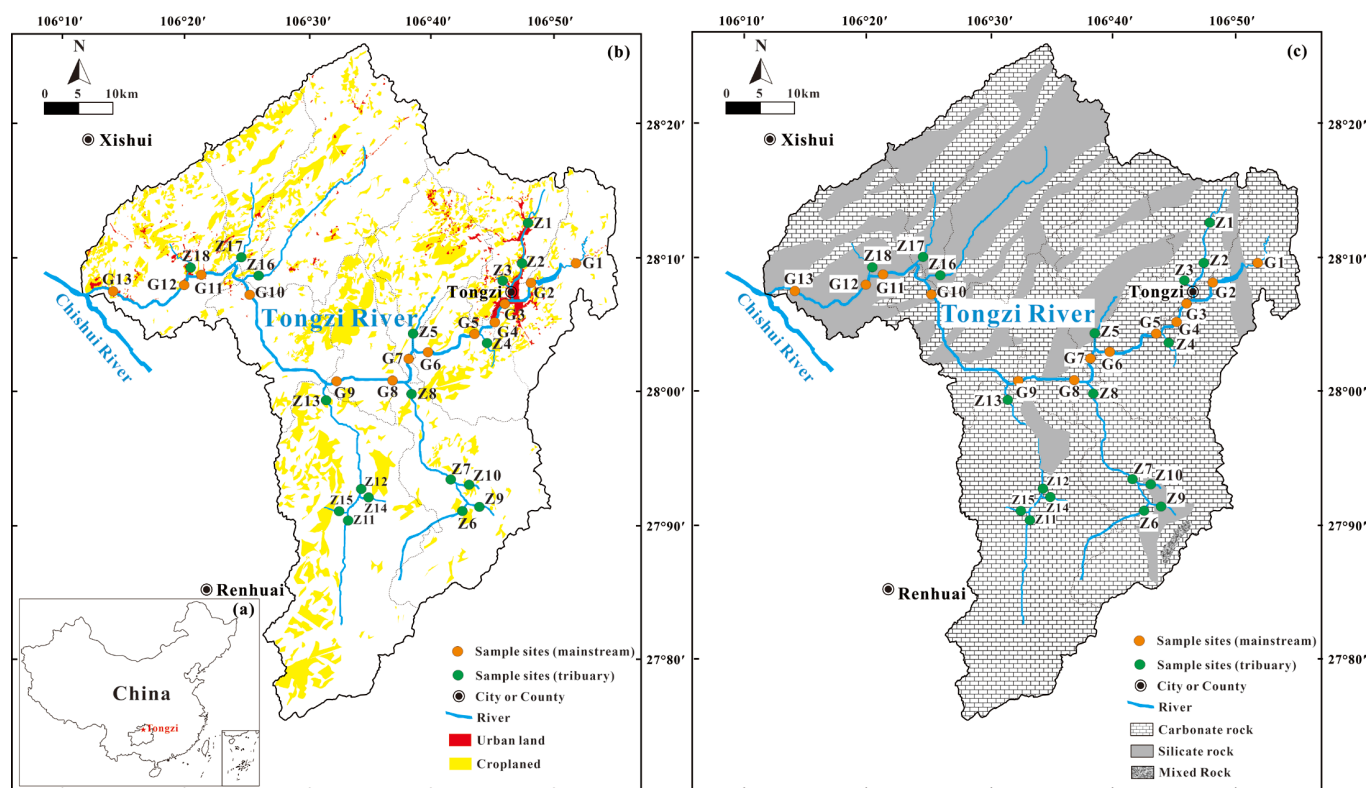 106°10′ 106°20′ 106°30′ 106°40′ 106°50′
(b)
N
0 5 10km
Xishui
Z1
Z17
Z2
G1
Z18
Z16
Z3
G13
G12
G11
G10
Tongzi
G2
Tongzi River
G3
Chishui River
Z5
G5
G4
Z4
G7
G6
G9
G8
Z8
Z13
Z7
Z10
Z12
Z15
Z14
Z9
Z11
Z6
Renhuai
(a)
China
Tongzi
Sample sites (mainstream)
Sample sites (tribuary)
City or County
River
Urban land
Croplaned
28°20′
28°10′
28°00′
27°90′
27°80′
106°10′ 106°20′ 106°30′ 106°40′ 106°50′
(c)
N
0 5 10km
Xishui
Z1
Z17
Z2
G1
Z18
Z16
Z3
G13
G12
G11
G10
Tongzi
G2
Tongzi River
G3
Chishui River
Z5
G5
G4
Z4
G7
G6
G9
G8
Z8
Z13
Z7
Z10
Z12
Z15
Z14
Z9
Z11
Z6
Renhuai
Sample sites (mainstream)
Sample sites (tribuary)
City or County
River
Carbonate rock
Silicate rock
Mixed Rock
28°20′
28°10′
28°00′
27°90′
27°80′